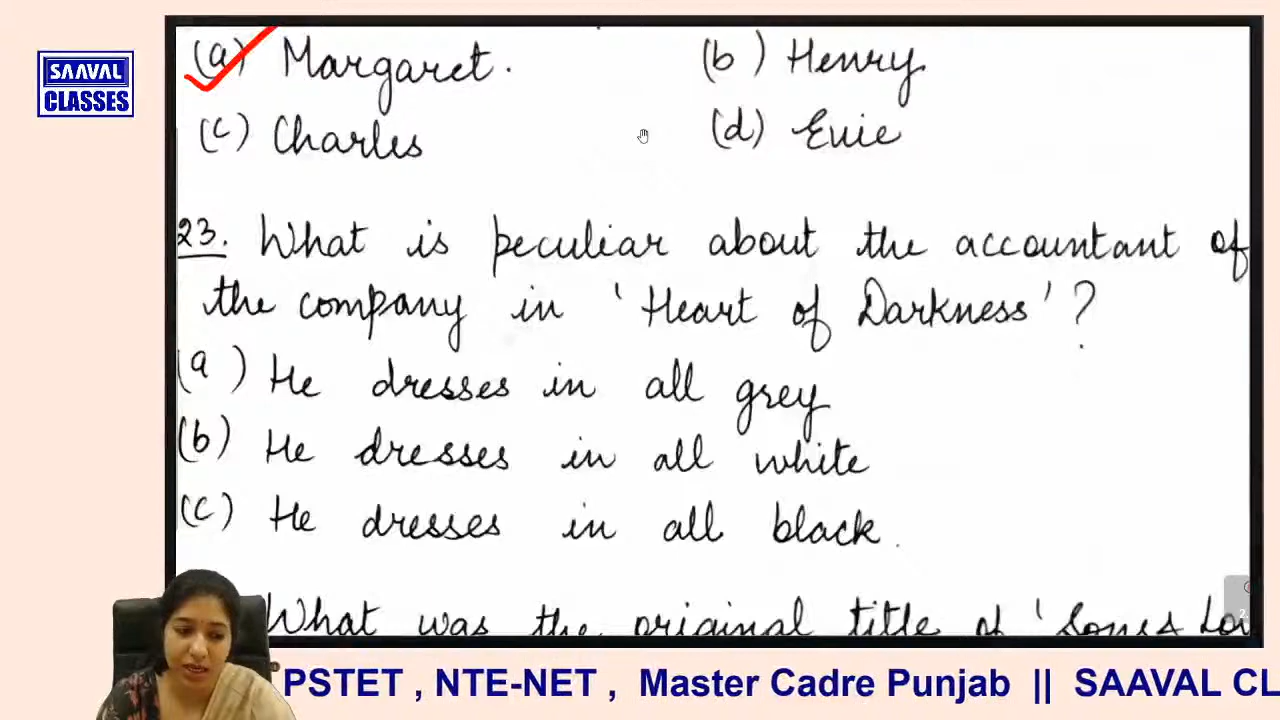 SAAVAL
CLASSES
(a) Margaret.
(b) Henry
(c) Charles
(d) Evie
23. What is peculiar about the accountant of
the company in 'Heart of Darkness'?
(a) He dresses in all grey
(b) He dresses in all white
(c) He dresses in all black.
What was the original title of 'Sons &
PSTET , NTE-NET , Master Cadre Punjab || SAAVAL CL